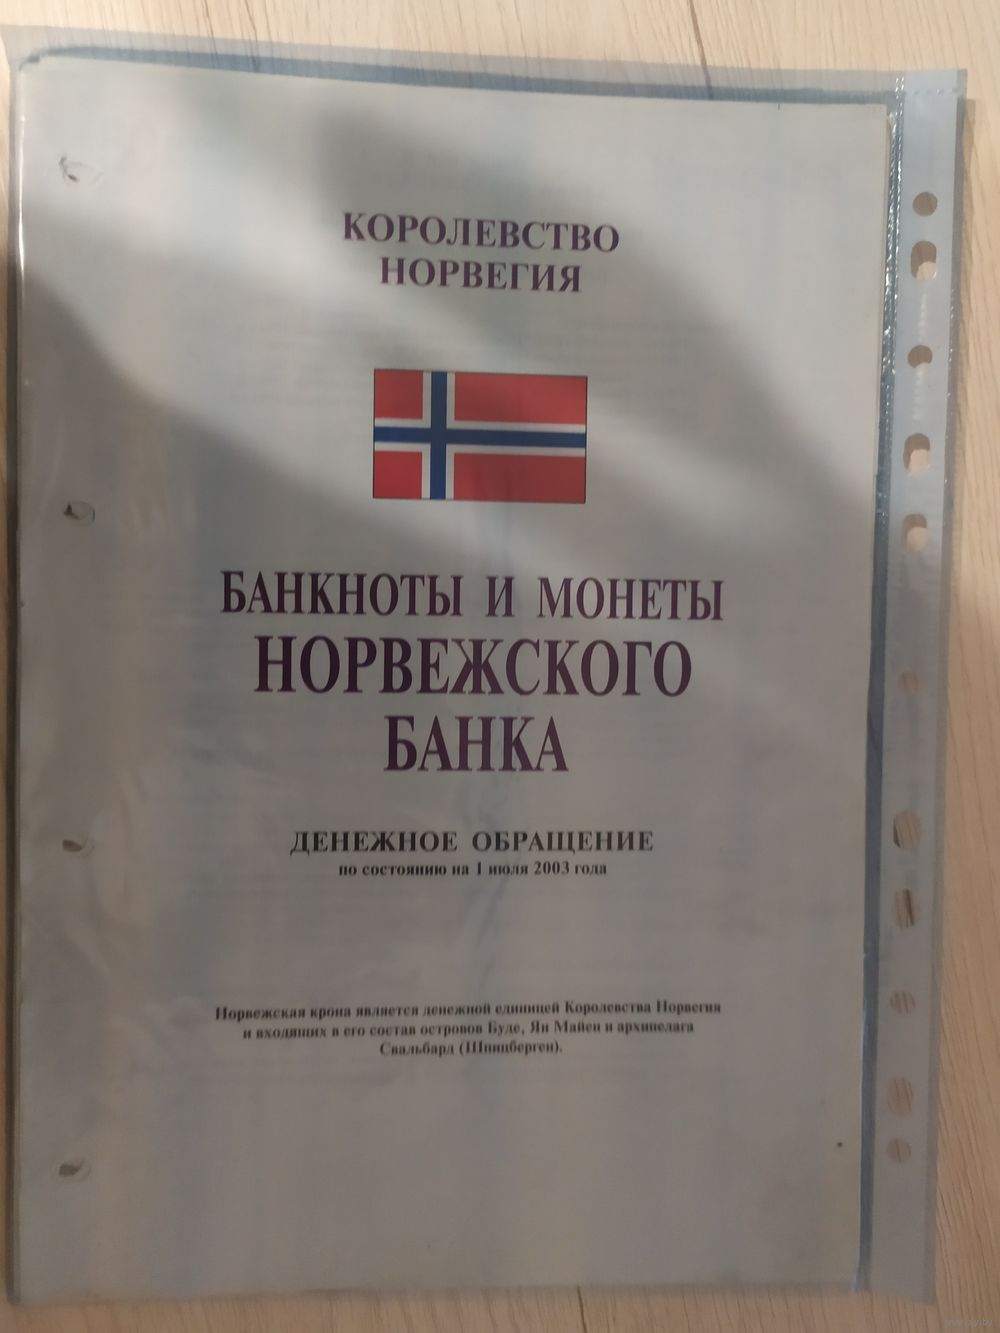 КОРОЛЕВСТВО
НОРВЕГИЯ
БАНКНОТЫ И МОНЕТЫ
НОРВЕЖСКОГО
БАНКА
ДЕНЕЖНОЕ ОБРАЩЕНИЕ
по состоянию на 1 июля 2003 года
Норвежская крона является денежной единицей Королевства Норвегия
и входящих в его состав островов Буде, Ян Майен и архипелага
Свальбард (Шпицберген).